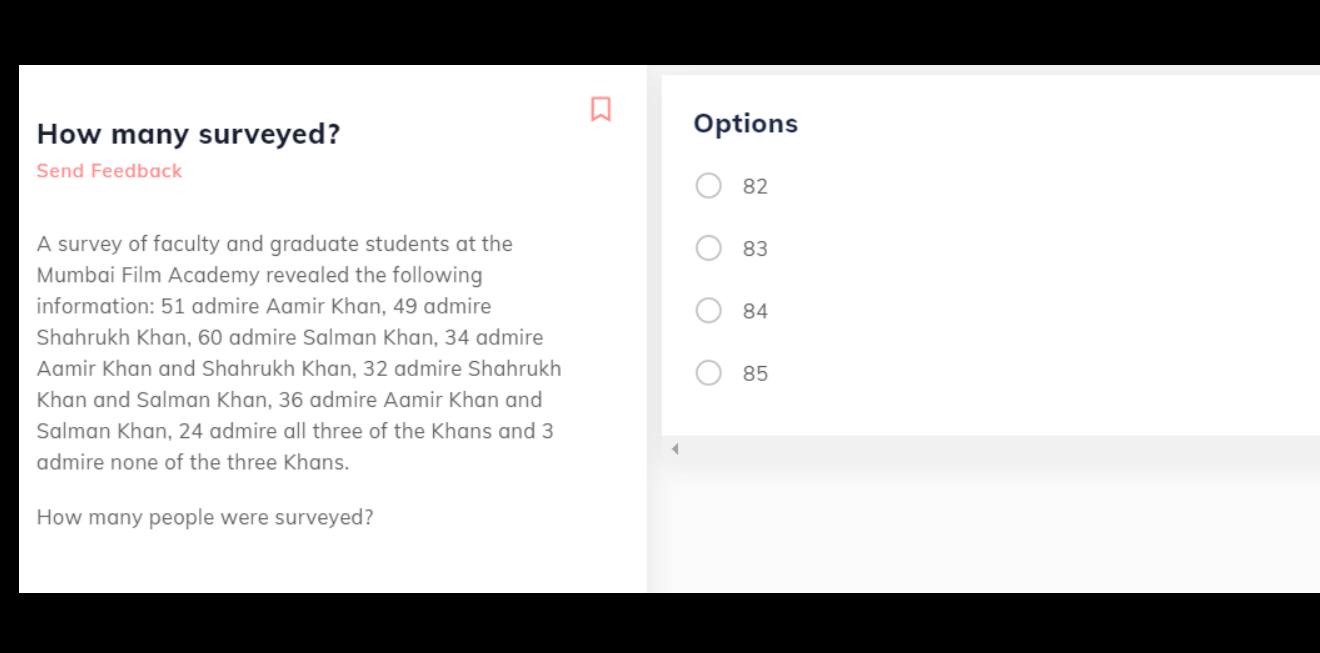 How many surveyed?
Send Feedback
A survey of faculty and graduate students at the
Mumbai Film Academy revealed the following
information: 51 admire Aamir Khan, 49 admire
Shahrukh Khan, 60 admire Salman Khan, 34 admire
Aamir Khan and Shahrukh Khan, 32 admire Shahrukh
Khan and Salman Khan, 36 admire Aamir Khan and
Salman Khan, 24 admire all three of the Khans and 3
admire none of the three Khans.
How many people were surveyed?
Options
82
83
84
85